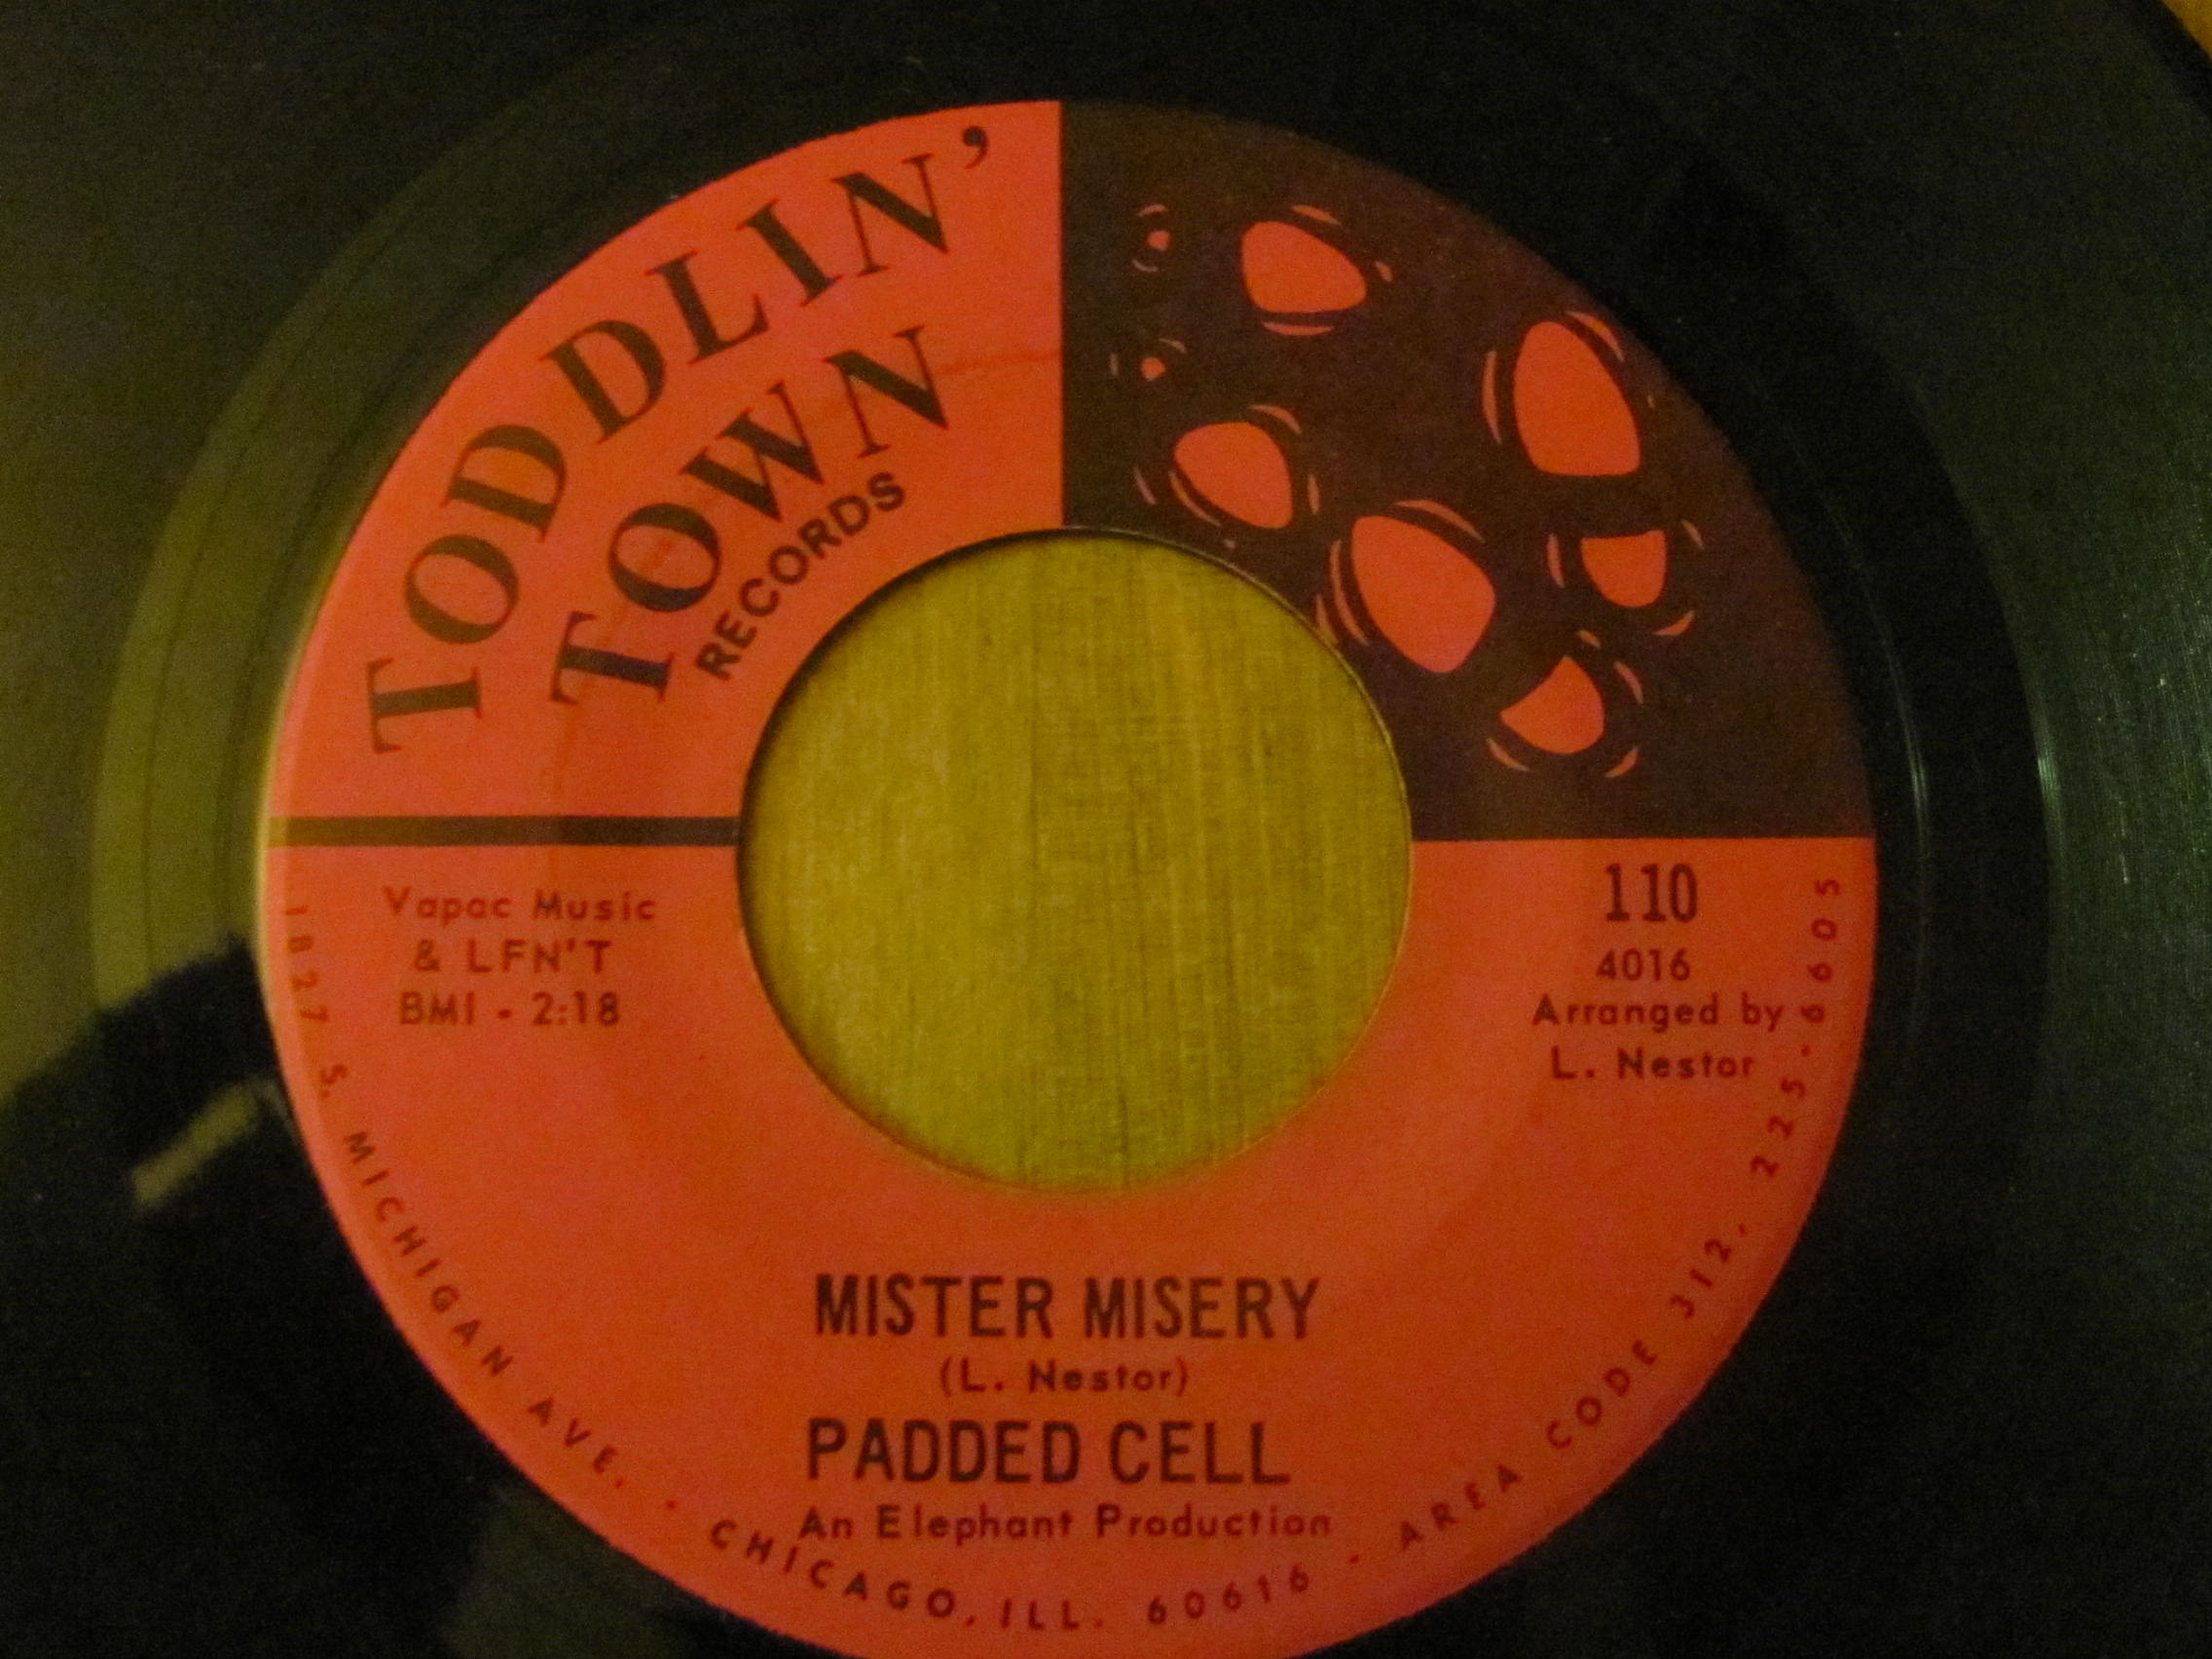 TODDLIN'
TOWN
RECORDS
Vapac Music
& LFN'T
BMI - 2:18
110
4016
Arranged by
L. Nestor
MISTER MISERY
(L. Nestor)
PADDED CELL
An Elephant Production
1827 S. MICHIGAN AVE. · CHICAGO, ILL. 60616 · AREA CODE 312, 225-6605